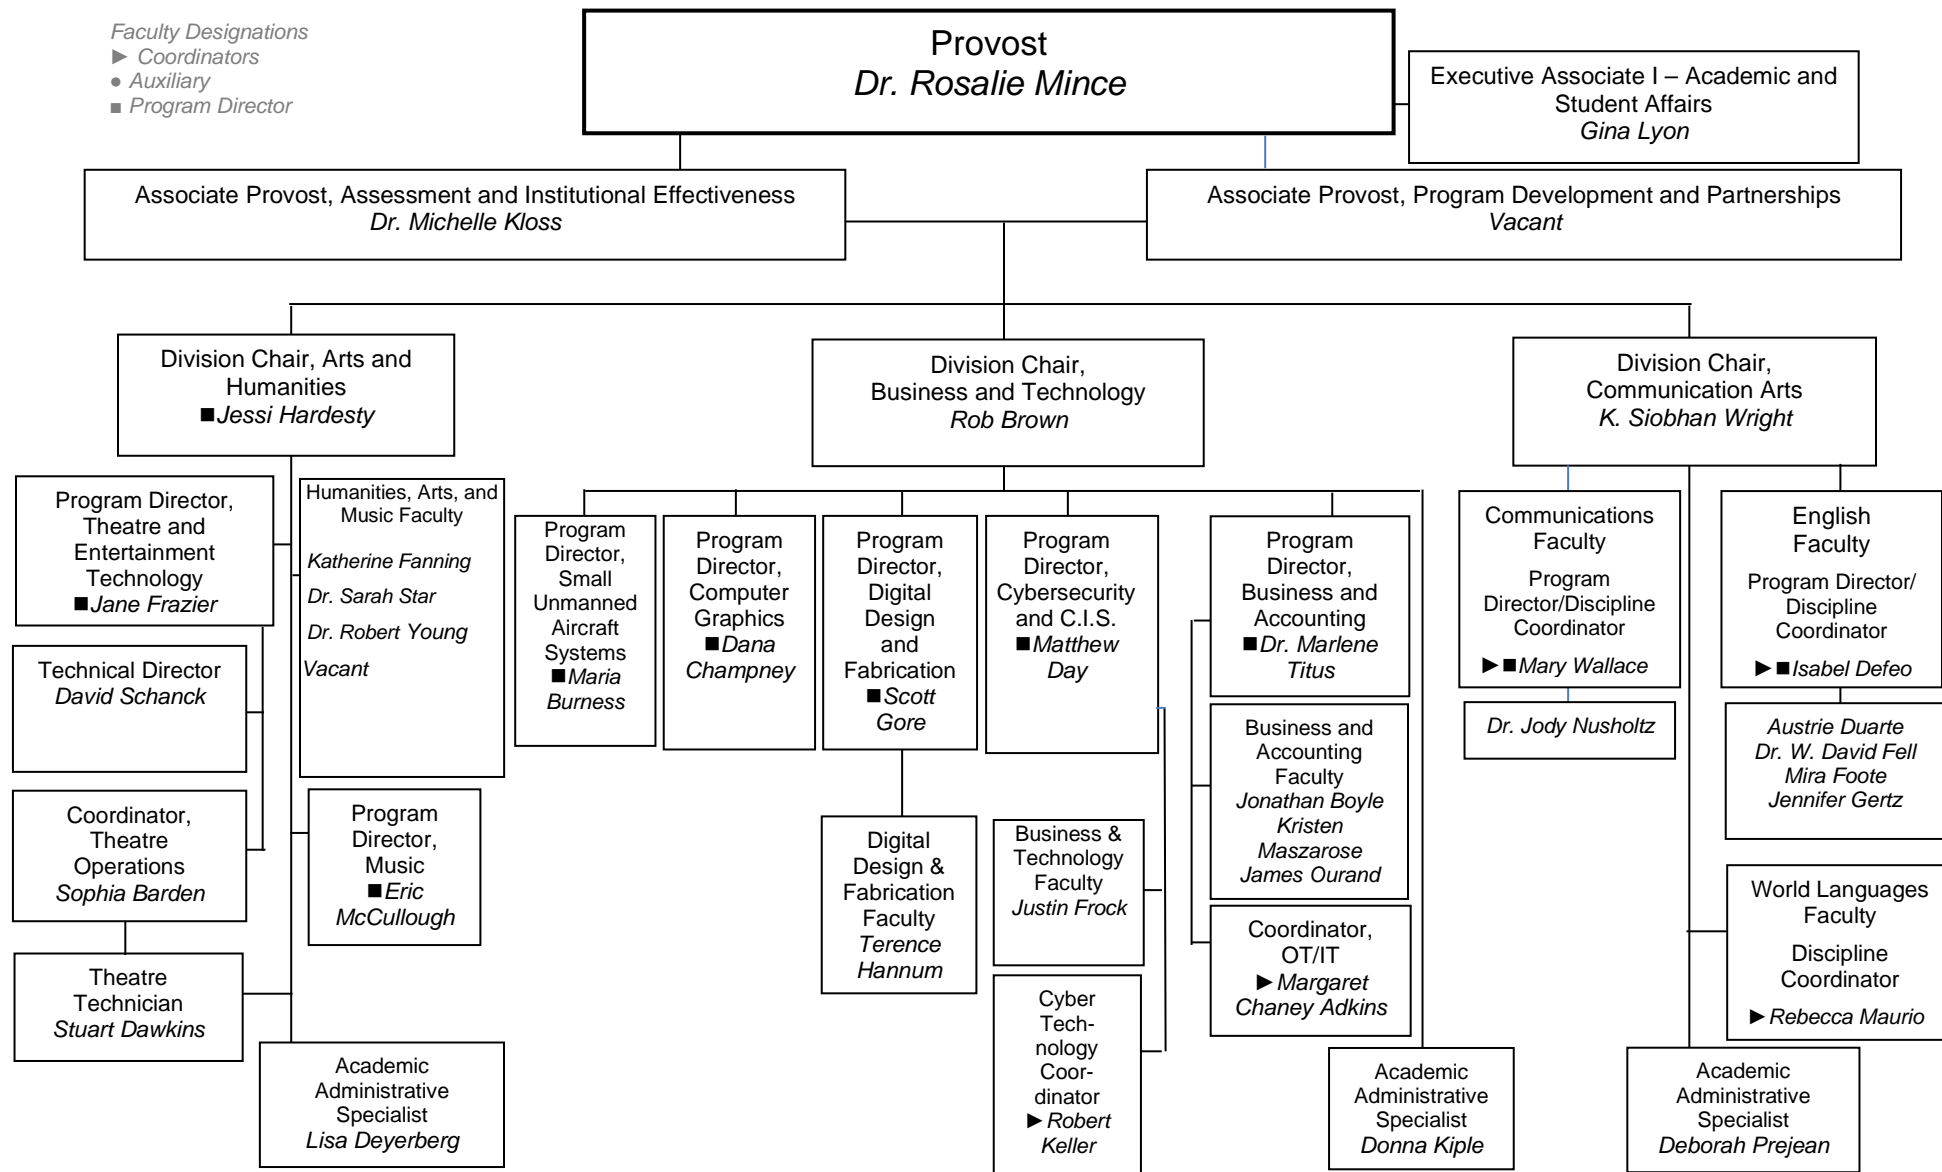 Faculty Designations
► Coordinators
● Auxiliary
■ Program Director
Provost
Dr. Rosalie Mince
Executive Associate I – Academic and
Student Affairs
Gina Lyon
Associate Provost, Assessment and Institutional Effectiveness
Dr. Michelle Kloss
Associate Provost, Program Development and Partnerships
Vacant
Division Chair, Arts and
Humanities
■Jessi Hardesty
Division Chair,
Business and Technology
Rob Brown
Division Chair,
Communication Arts
K. Siobhan Wright
Program Director,
Theatre and
Entertainment
Technology
■Jane Frazier
Humanities, Arts, and
Music Faculty
Katherine Fanning
Dr. Sarah Star
Dr. Robert Young
Vacant
Technical Director
David Schanck
Coordinator,
Theatre
Operations
Sophia Barden
Program
Director,
Music
■Eric
McCullough
Theatre
Technician
Stuart Dawkins
Academic
Administrative
Specialist
Lisa Deyerberg
Program
Director,
Small
Unmanned
Aircraft
Systems
■Maria
Burness
Program
Director,
Computer
Graphics
■Dana
Champney
Program
Director,
Digital
Design
and
Fabrication
■Scott
Gore
Program
Director,
Cybersecurity
and C.I.S.
■Matthew
Day
Program
Director,
Business and
Accounting
■Dr. Marlene
Titus
Digital
Design &
Fabrication
Faculty
Terence
Hannum
Business &
Technology
Faculty
Justin Frock
Cyber
Tech-
nology
Coor-
dinator
►Robert
Keller
Business and
Accounting
Faculty
Jonathan Boyle
Kristen
Maszarose
James Ourand
Coordinator,
OT/IT
►Margaret
Chaney Adkins
Academic
Administrative
Specialist
Donna Kiple
Communications
Faculty
Program
Director/Discipline
Coordinator
►■Mary Wallace
Dr. Jody Nusholtz
English
Faculty
Program Director/
Discipline
Coordinator
►■Isabel Defeo
Austrie Duarte
Dr. W. David Fell
Mira Foote
Jennifer Gertz
World Languages
Faculty
Discipline
Coordinator
►Rebecca Maurio
Academic
Administrative
Specialist
Deborah Prejean